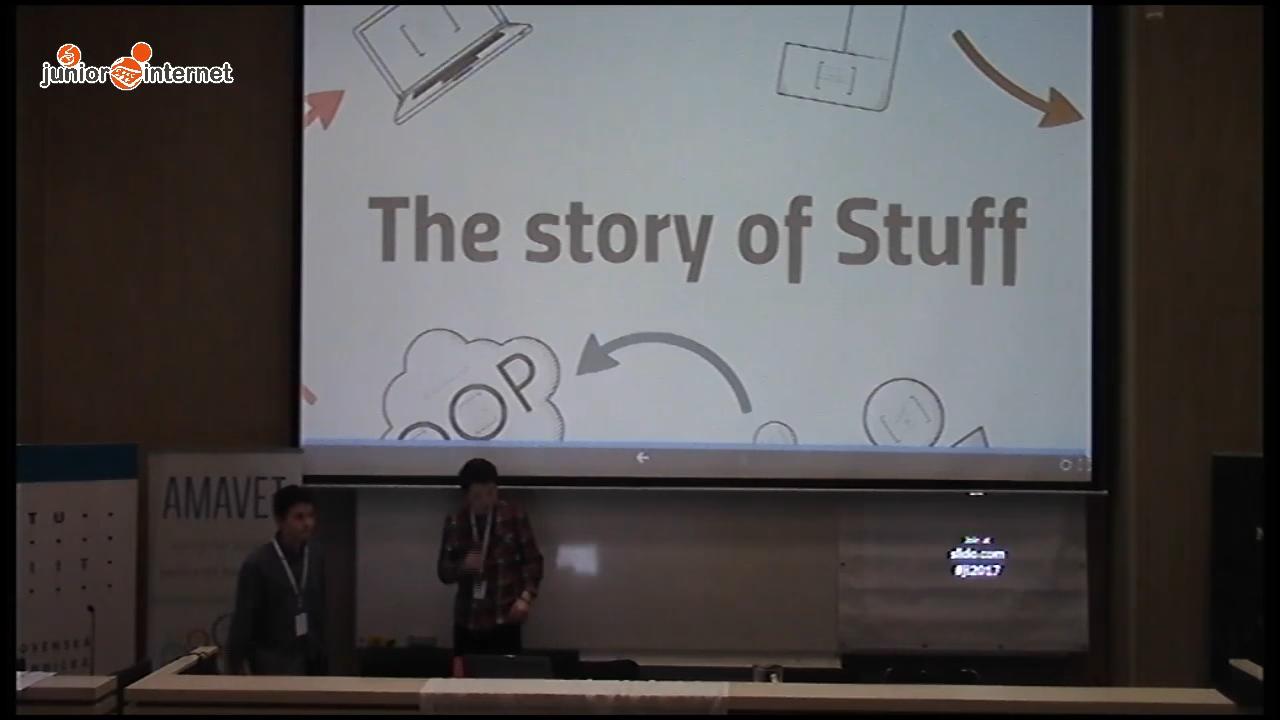 junior internet
The story of Stuff
OOP
AMAVET
T U
I I T
Join at
slido.com
#ji2017